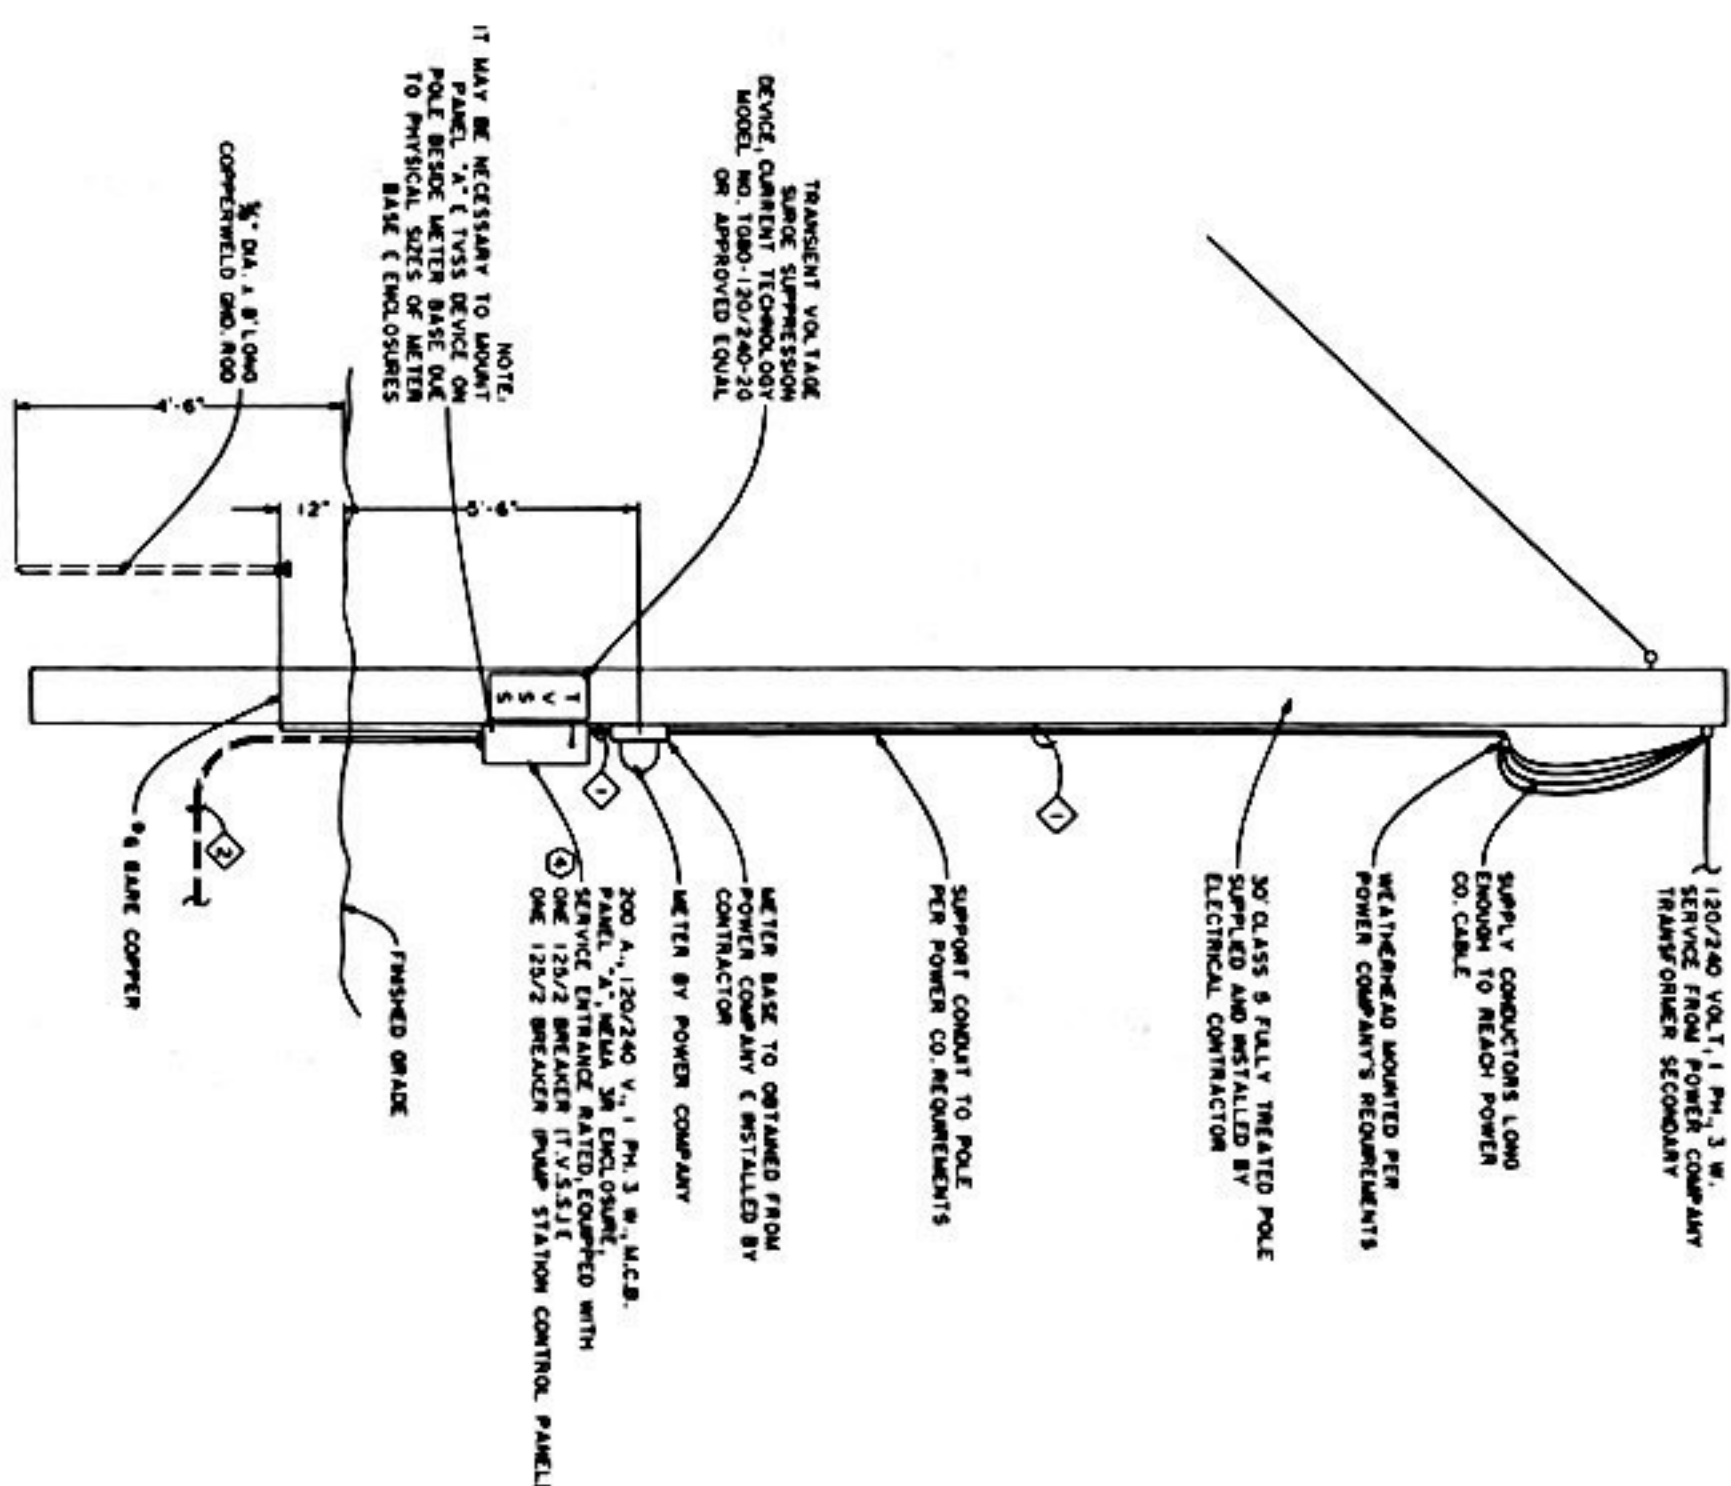 120/240 VOLT, 1 PH., 3 W.
SERVICE FROM POWER COMPANY
TRANSFORMER SECONDARY
SUPPLY CONDUCTORS LONG
ENOUGH TO REACH POWER
CO. CABLE
WEATHERHEAD MOUNTED PER
POWER COMPANY'S REQUIREMENTS
30' CLASS 5 FULLY TREATED POLE
SUPPLIED AND INSTALLED BY
ELECTRICAL CONTRACTOR
1
SUPPORT CONDUIT TO POLE
PER POWER CO. REQUIREMENTS
TRANSIENT VOLTAGE
SURGE SUPPRESSION
DEVICE, CURRENT TECHNOLOGY
MODEL NO. TG80-120/240-20
OR APPROVED EQUAL
METER BASE TO OBTAINED FROM
POWER COMPANY & INSTALLED BY
CONTRACTOR
METER BY POWER COMPANY
1
TVSS
200 A., 120/240 V., 1 PH. 3 W., M.C.B.
PANEL "A", NEMA 3R ENCLOSURE,
SERVICE ENTRANCE RATED, EQUIPPED WITH
4 ONE 125/2 BREAKER (T.V.S.S.) &
ONE 125/2 BREAKER (PUMP STATION CONTROL PANEL)
NOTE:
IT MAY BE NECESSARY TO MOUNT
PANEL "A" & TVSS DEVICE ON
POLE BESIDE METER BASE DUE
TO PHYSICAL SIZES OF METER
BASE & ENCLOSURES
5'-6"
12"
4'-6"
FINISHED GRADE
DIA. x 8' LONG
COPPERWELD GND. ROD
2
6 BARE COPPER